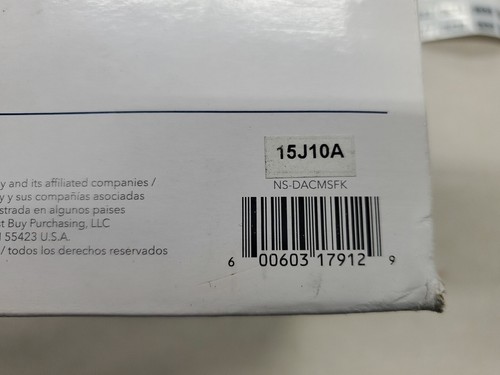 15J10A
NS-DACMSFK
y and its affiliated companies /
y y sus compañías asociadas
strada en algunos países
st Buy Purchasing, LLC
55423 U.S.A.
/ todos los derechos reservados
6 00603 17912 9